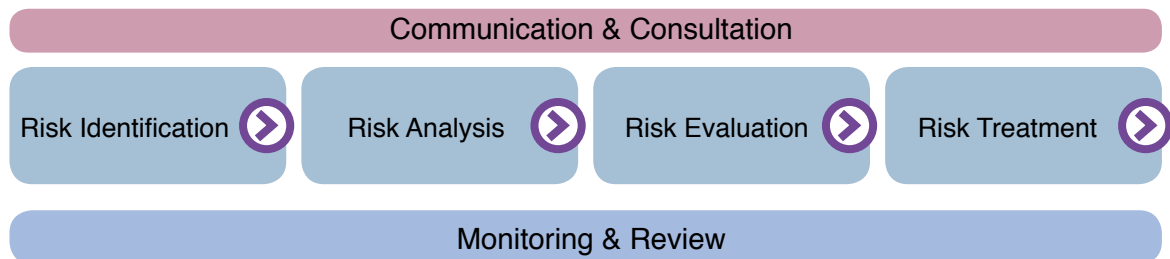 Communication & Consultation
Risk Identification
Risk Analysis
Risk Evaluation
Risk Treatment
Monitoring & Review